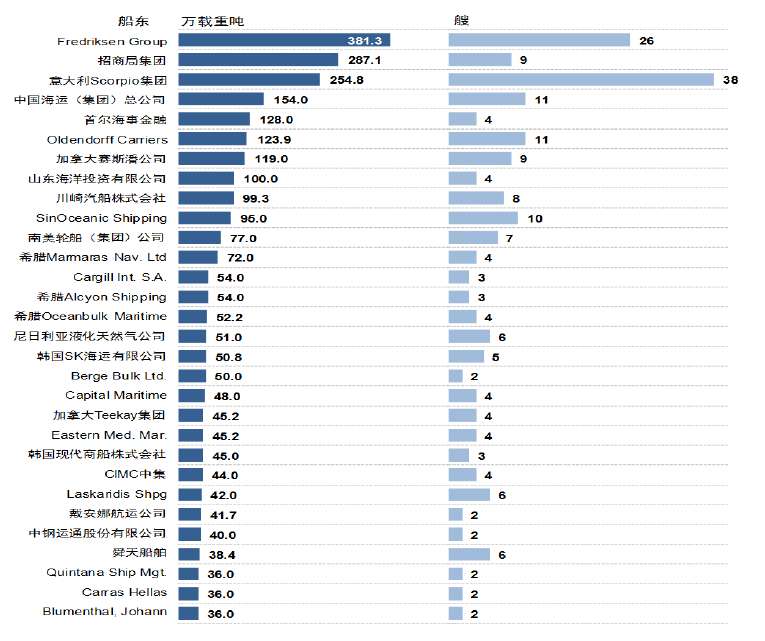 船东 万载重吨 艘
Fredriksen Group 381.3 26
招商局集团 287.1 9
意大利Scorpio集团 254.8 38
中国海运（集团）总公司 154.0 11
首尔海事金融 128.0 4
Oldendorff Carriers 123.9 11
加拿大赛斯潘公司 119.0 9
山东海洋投资有限公司 100.0 4
川崎汽船株式会社 99.3 8
SinOceanic Shipping 95.0 10
南美轮船（集团）公司 77.0 7
希腊Marmaras Nav. Ltd 72.0 4
Cargill Int. S.A. 54.0 3
希腊Alcyon Shipping 54.0 3
希腊Oceanbulk Maritime 52.2 4
尼日利亚液化天然气公司 51.0 6
韩国SK海运有限公司 50.8 5
Berge Bulk Ltd. 50.0 2
Capital Maritime 48.0 4
加拿大Teekay集团 45.2 4
Eastern Med. Mar. 45.2 4
韩国现代商船株式会社 45.0 3
CIMC中集 44.0 4
Laskaridis Shpg 42.0 6
戴安娜航运公司 41.7 2
中钢运通股份有限公司 40.0 2
舜天船舶 38.4 6
Quintana Ship Mgt. 36.0 2
Carras Hellas 36.0 2
Blumenthal, Johann 36.0 2